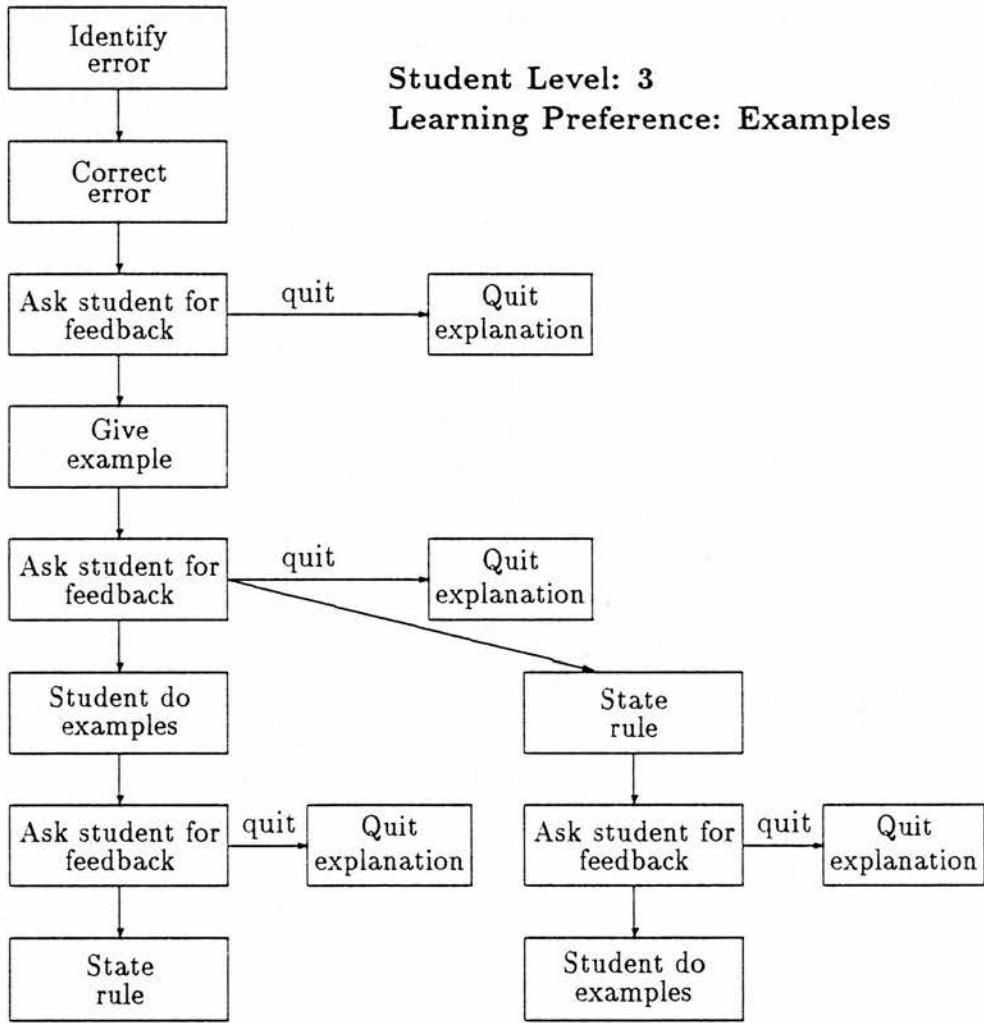 Identify
error
Student Level: 3
Learning Preference: Examples
Correct
error
Ask student for
feedback
quit
Quit
explanation
Give
example
Ask student for
feedback
quit
Quit
explanation
Student do
examples
State
rule
Ask student for
feedback
quit
Quit
explanation
Ask student for
feedback
quit
Quit
explanation
State
rule
Student do
examples